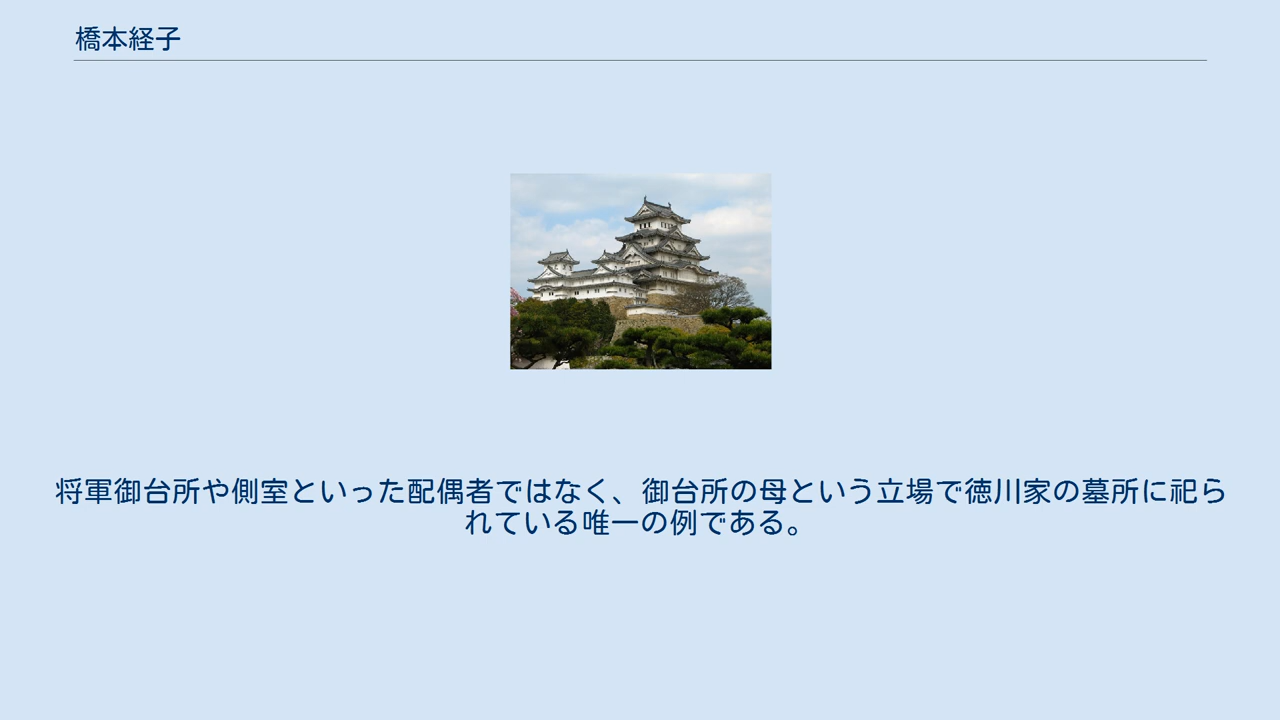 橋本経子
将軍御台所や側室といった配偶者ではなく、御台所の母という立場で徳川家の墓所に祀ら
れている唯一の例である。